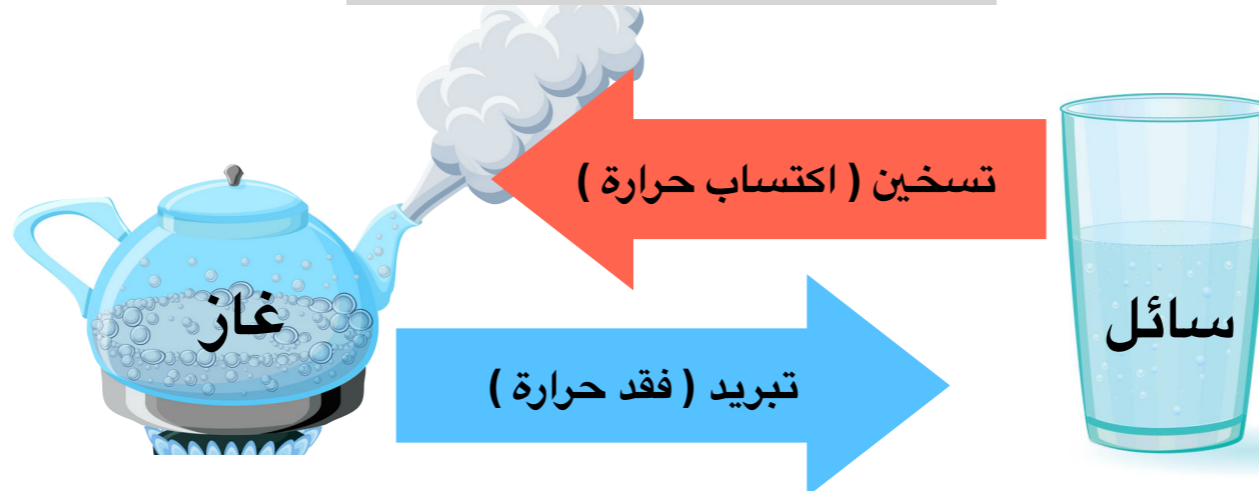 تسخين ( اكتساب حرارة )
سائل
غاز
تبريد ( فقد حرارة )